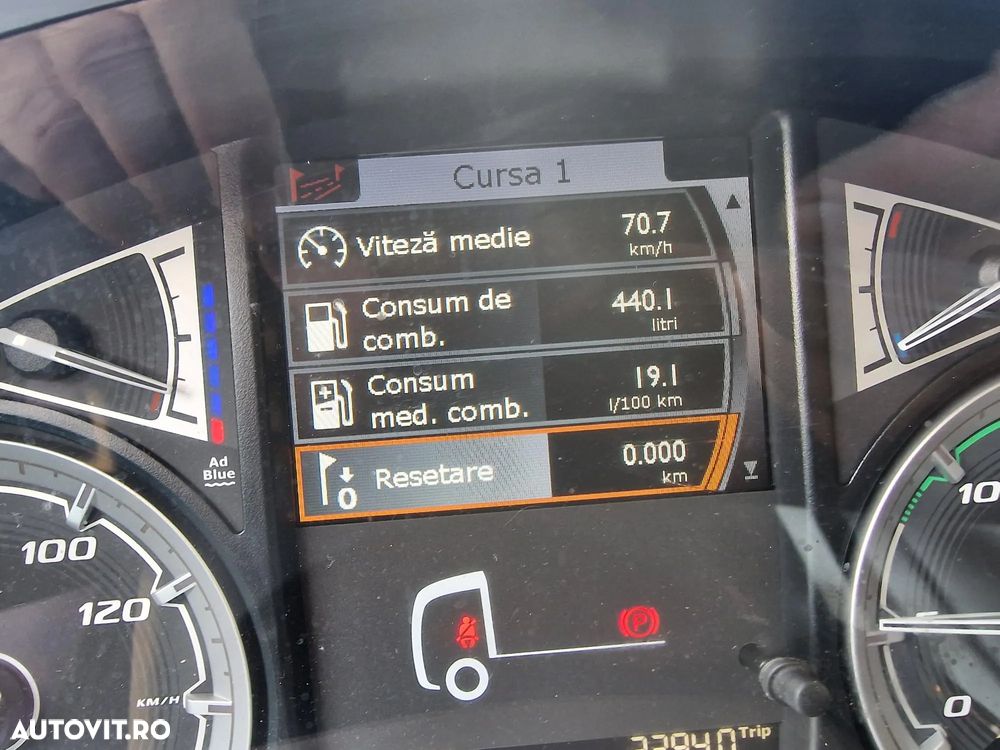 Cursa 1
Viteză medie
70.7
km/h
Consum de
comb.
440.1
litri
Consum
med. comb.
19.1
l/100 km
0
Resetare
0.000
km
Ad
Blue
100
120
KM/H
P
10
0
Trip
AUTOVIT.RO